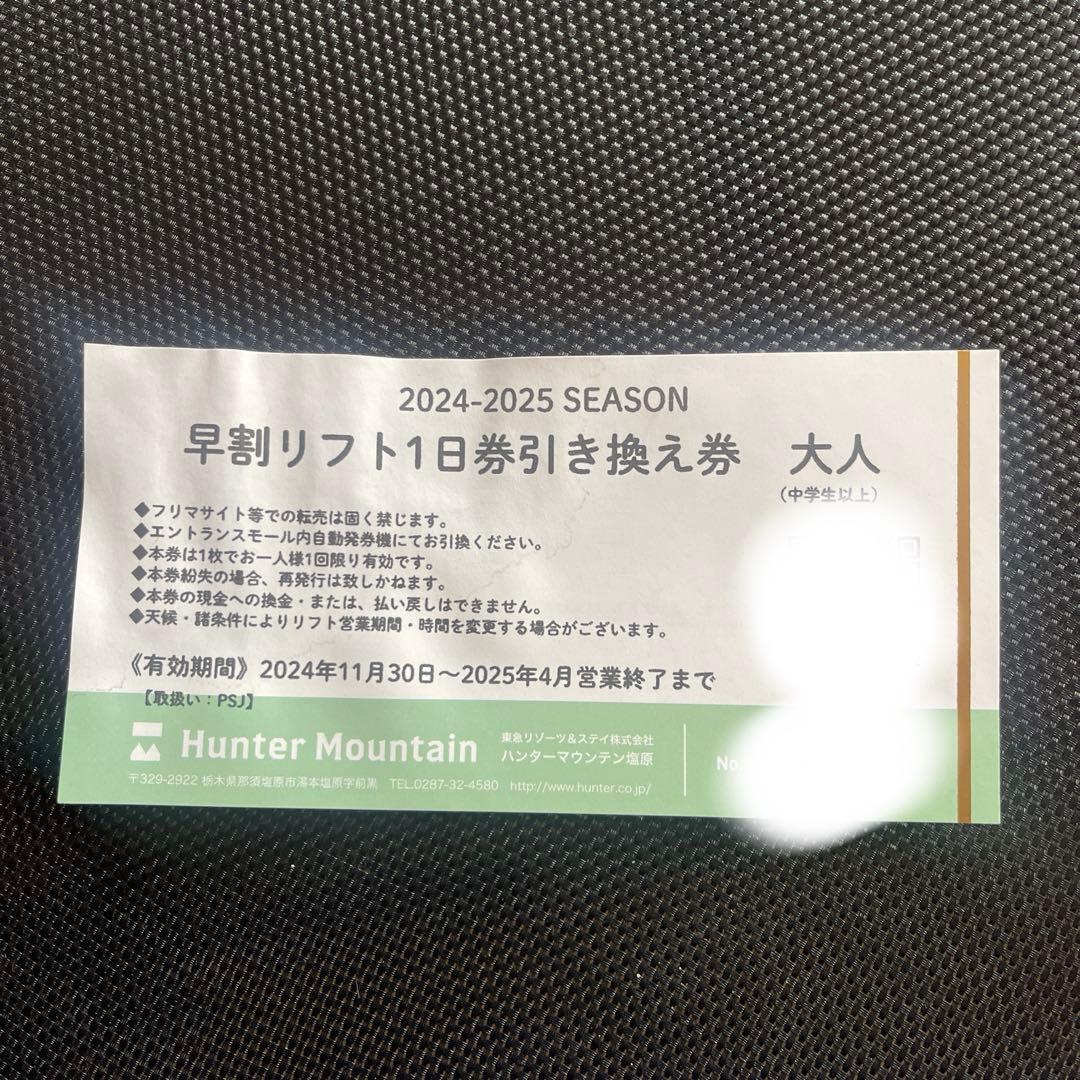 2024-2025 SEASON
早割リフト1日券引き換え券 大人
(中学生以上)
◆フリマサイト等での転売は固く禁じます。
◆エントランスモール内自動発券機にてお引換ください。
◆本券は1枚でお一人様1回限り有効です。
◆本券紛失の場合、再発行は致しかねます。
◆本券の現金への換金・または、払い戻しはできません。
◆天候・諸条件によりリフト営業期間・時間を変更する場合がございます。
《有効期間》2024年11月30日～2025年4月営業終了まで
【取扱い：PSJ】
Hunter Mountain
東急リゾーツ&ステイ株式会社
ハンターマウンテン塩原
No.
〒329-2922 栃木県那須塩原市湯本塩原字前黒 TEL.0287-32-4580 http://www.hunter.co.jp/